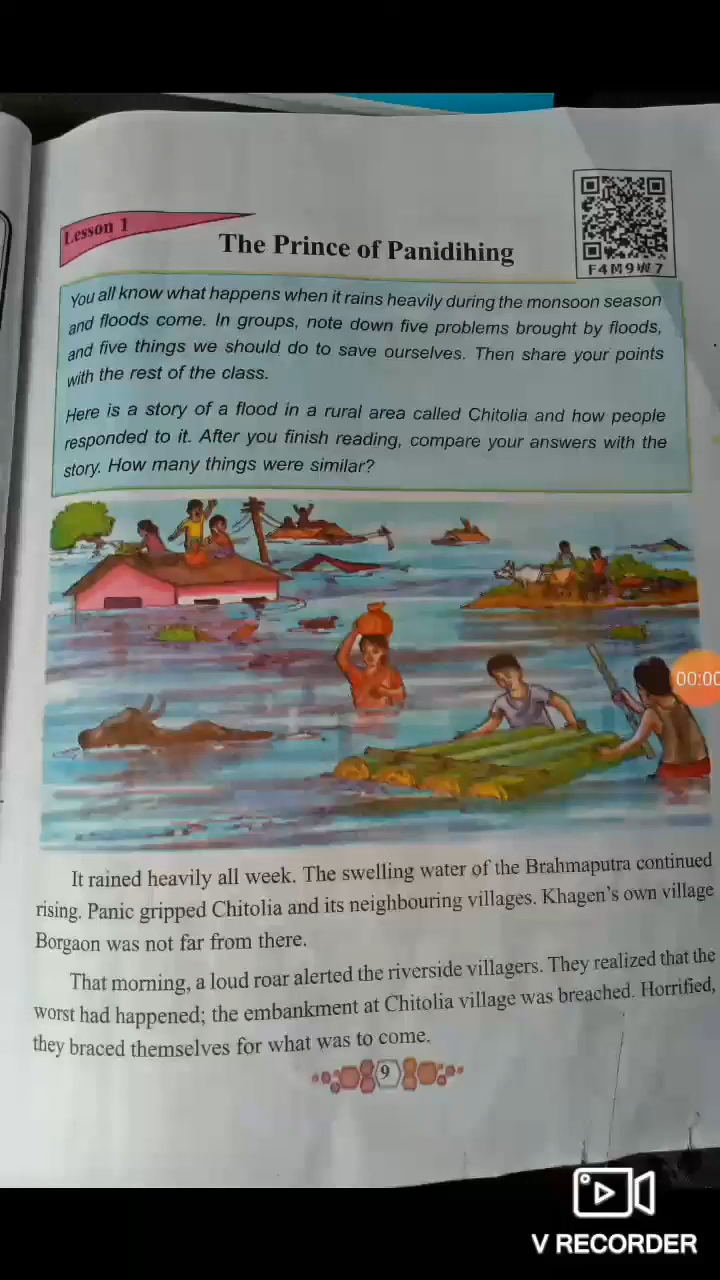 Lesson 1
The Prince of Panidihing
F4M9W7
You all know what happens when it rains heavily during the monsoon season
and floods come. In groups, note down five problems brought by floods,
and five things we should do to save ourselves. Then share your points
with the rest of the class.
Here is a story of a flood in a rural area called Chitolia and how people
responded to it. After you finish reading, compare your answers with the
story. How many things were similar?
00:00
It rained heavily all week. The swelling water of the Brahmaputra continued
rising. Panic gripped Chitolia and its neighbouring villages. Khagen's own village
Borgaon was not far from there.
That morning, a loud roar alerted the riverside villagers. They realized that the
worst had happened; the embankment at Chitolia village was breached. Horrified,
they braced themselves for what was to come.
9
V RECORDER